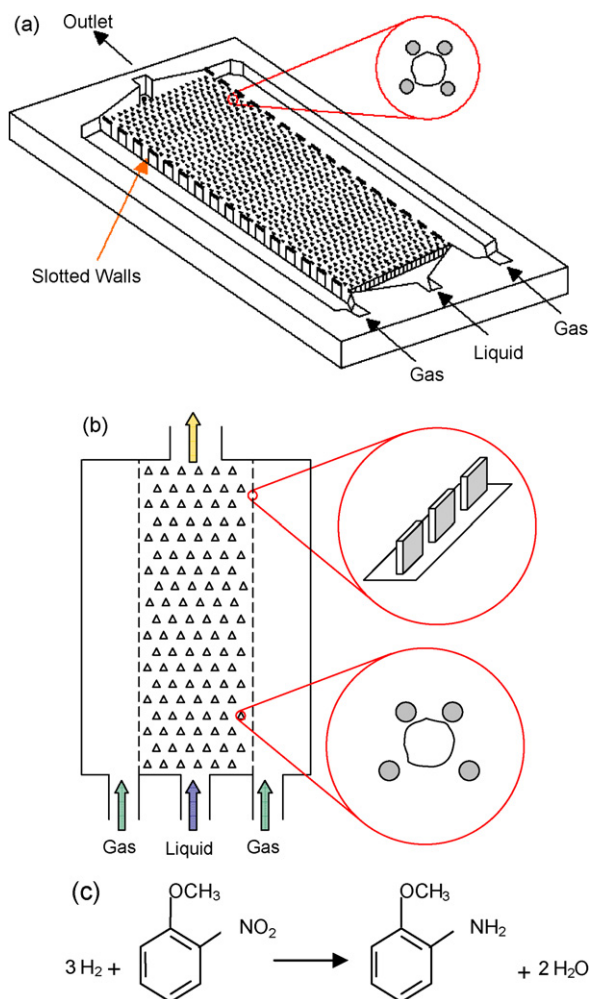 (a)
Outlet
Slotted Walls
Gas
Liquid
Gas
(b)
Gas
Liquid
Gas
(c)
OCH3
NO2
3 H2 +
OCH3
NH2
+ 2 H2O